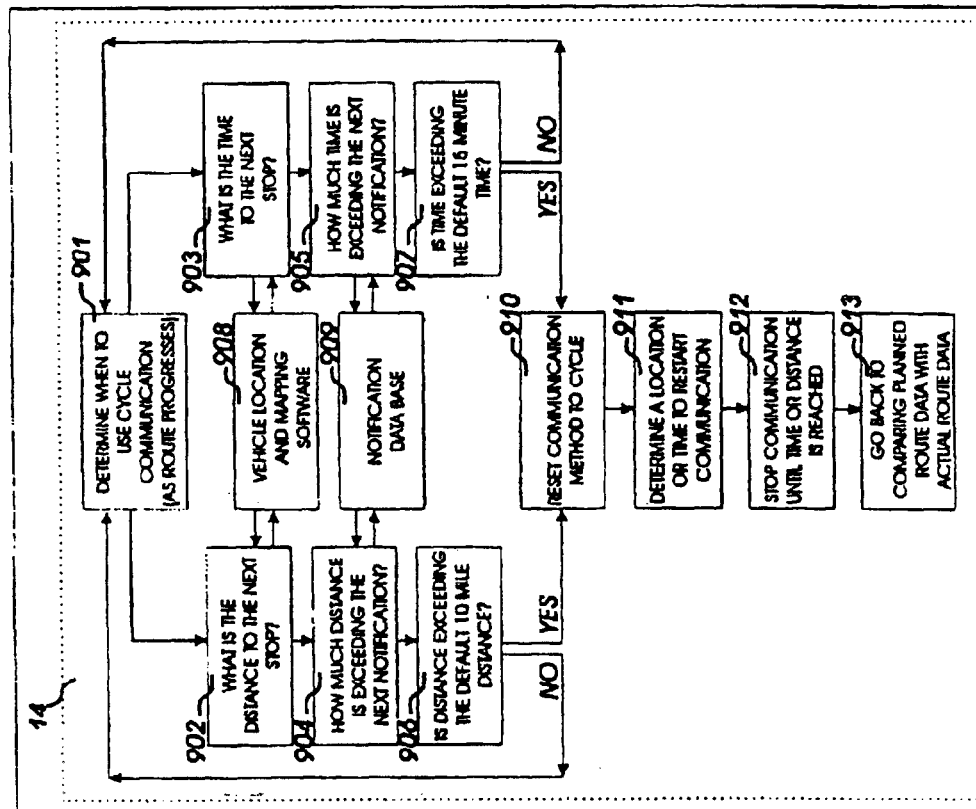 14
901
DETERMINE WHEN TO
USE CYCLE
COMMUNICATION
(AS ROUTE PROGRESSES)
902
WHAT IS THE
DISTANCE TO THE NEXT
STOP?
908
VEHICLE LOCATION
AND MAPPING
SOFTWARE
903
WHAT IS THE TIME
TO THE NEXT
STOP?
904
HOW MUCH DISTANCE
IS EXCEEDING THE
NEXT NOTIFICATION?
909
NOTIFICATION
DATA BASE
905
HOW MUCH TIME IS
EXCEEDING THE NEXT
NOTIFICATION?
906
IS DISTANCE EXCEEDING
THE DEFAULT 10 MILE
DISTANCE?
907
IS TIME EXCEEDING
THE DEFAULT 15 MINUTE
TIME?
NO
YES
YES
NO
910
RESET COMMUNICATION
METHOD TO CYCLE
911
DETERMINE A LOCATION
OR TIME TO RESTART
COMMUNICATION
912
STOP COMMUNICATION
UNTIL TIME OR DISTANCE
IS REACHED
913
GO BACK TO
COMPARING PLANNED
ROUTE DATA WITH
ACTUAL ROUTE DATA